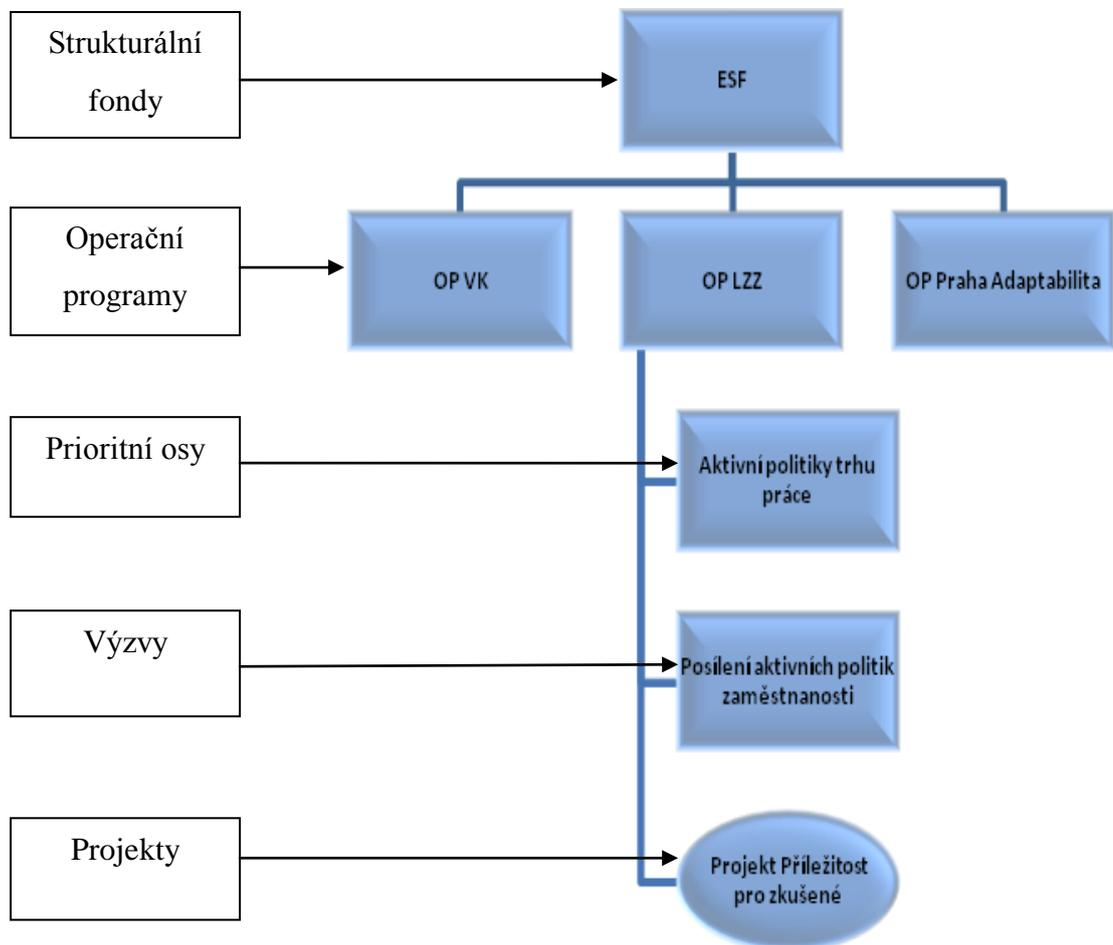 Strukturální
fondy
ESF
Operační
programy
OP VK
OP LZZ
OP Praha Adaptabilita
Prioritní osy
Aktivní politiky trhu
práce
Výzvy
Posílení aktivních politik
zaměstnanosti
Projekty
Projekt Příležitost
pro zkušené